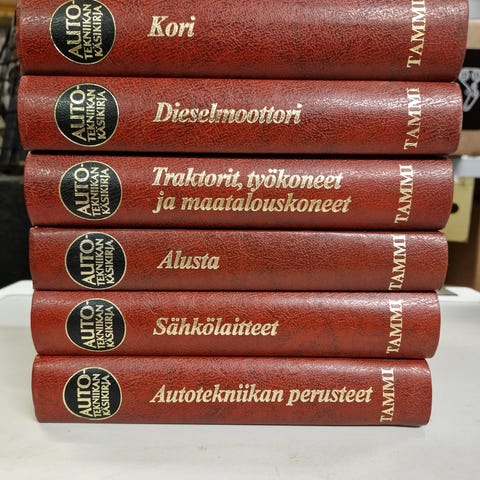 AUTO-
TEKNIIKAN
KÄSIKIRJA
Kori
TAMMI
AUTO-
TEKNIIKAN
KÄSIKIRJA
Dieselmoottori
TAMMI
AUTO-
TEKNIIKAN
KÄSIKIRJA
Traktorit, työkoneet
ja maatalouskoneet
TAMMI
AUTO-
TEKNIIKAN
KÄSIKIRJA
Alusta
TAMMI
AUTO-
TEKNIIKAN
KÄSIKIRJA
Sähkölaitteet
TAMMI
AUTO-
TEKNIIKAN
KÄSIKIRJA
Autotekniikan perusteet
TAMMI